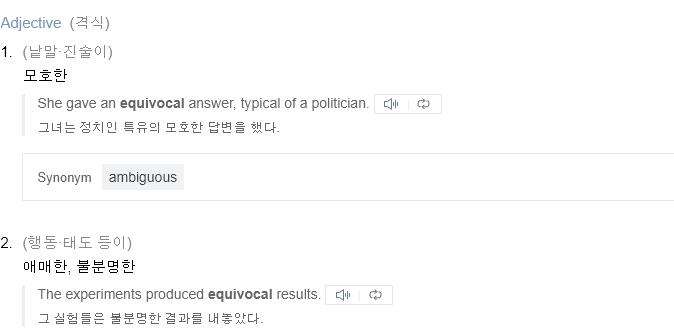 Adjective (격식)
1. (낱말·진술이)
모호한
She gave an equivocal answer, typical of a politician.
그녀는 정치인 특유의 모호한 답변을 했다.
Synonym ambiguous
2. (행동·태도 등이)
애매한, 불분명한
The experiments produced equivocal results.
그 실험들은 불분명한 결과를 내놓았다.